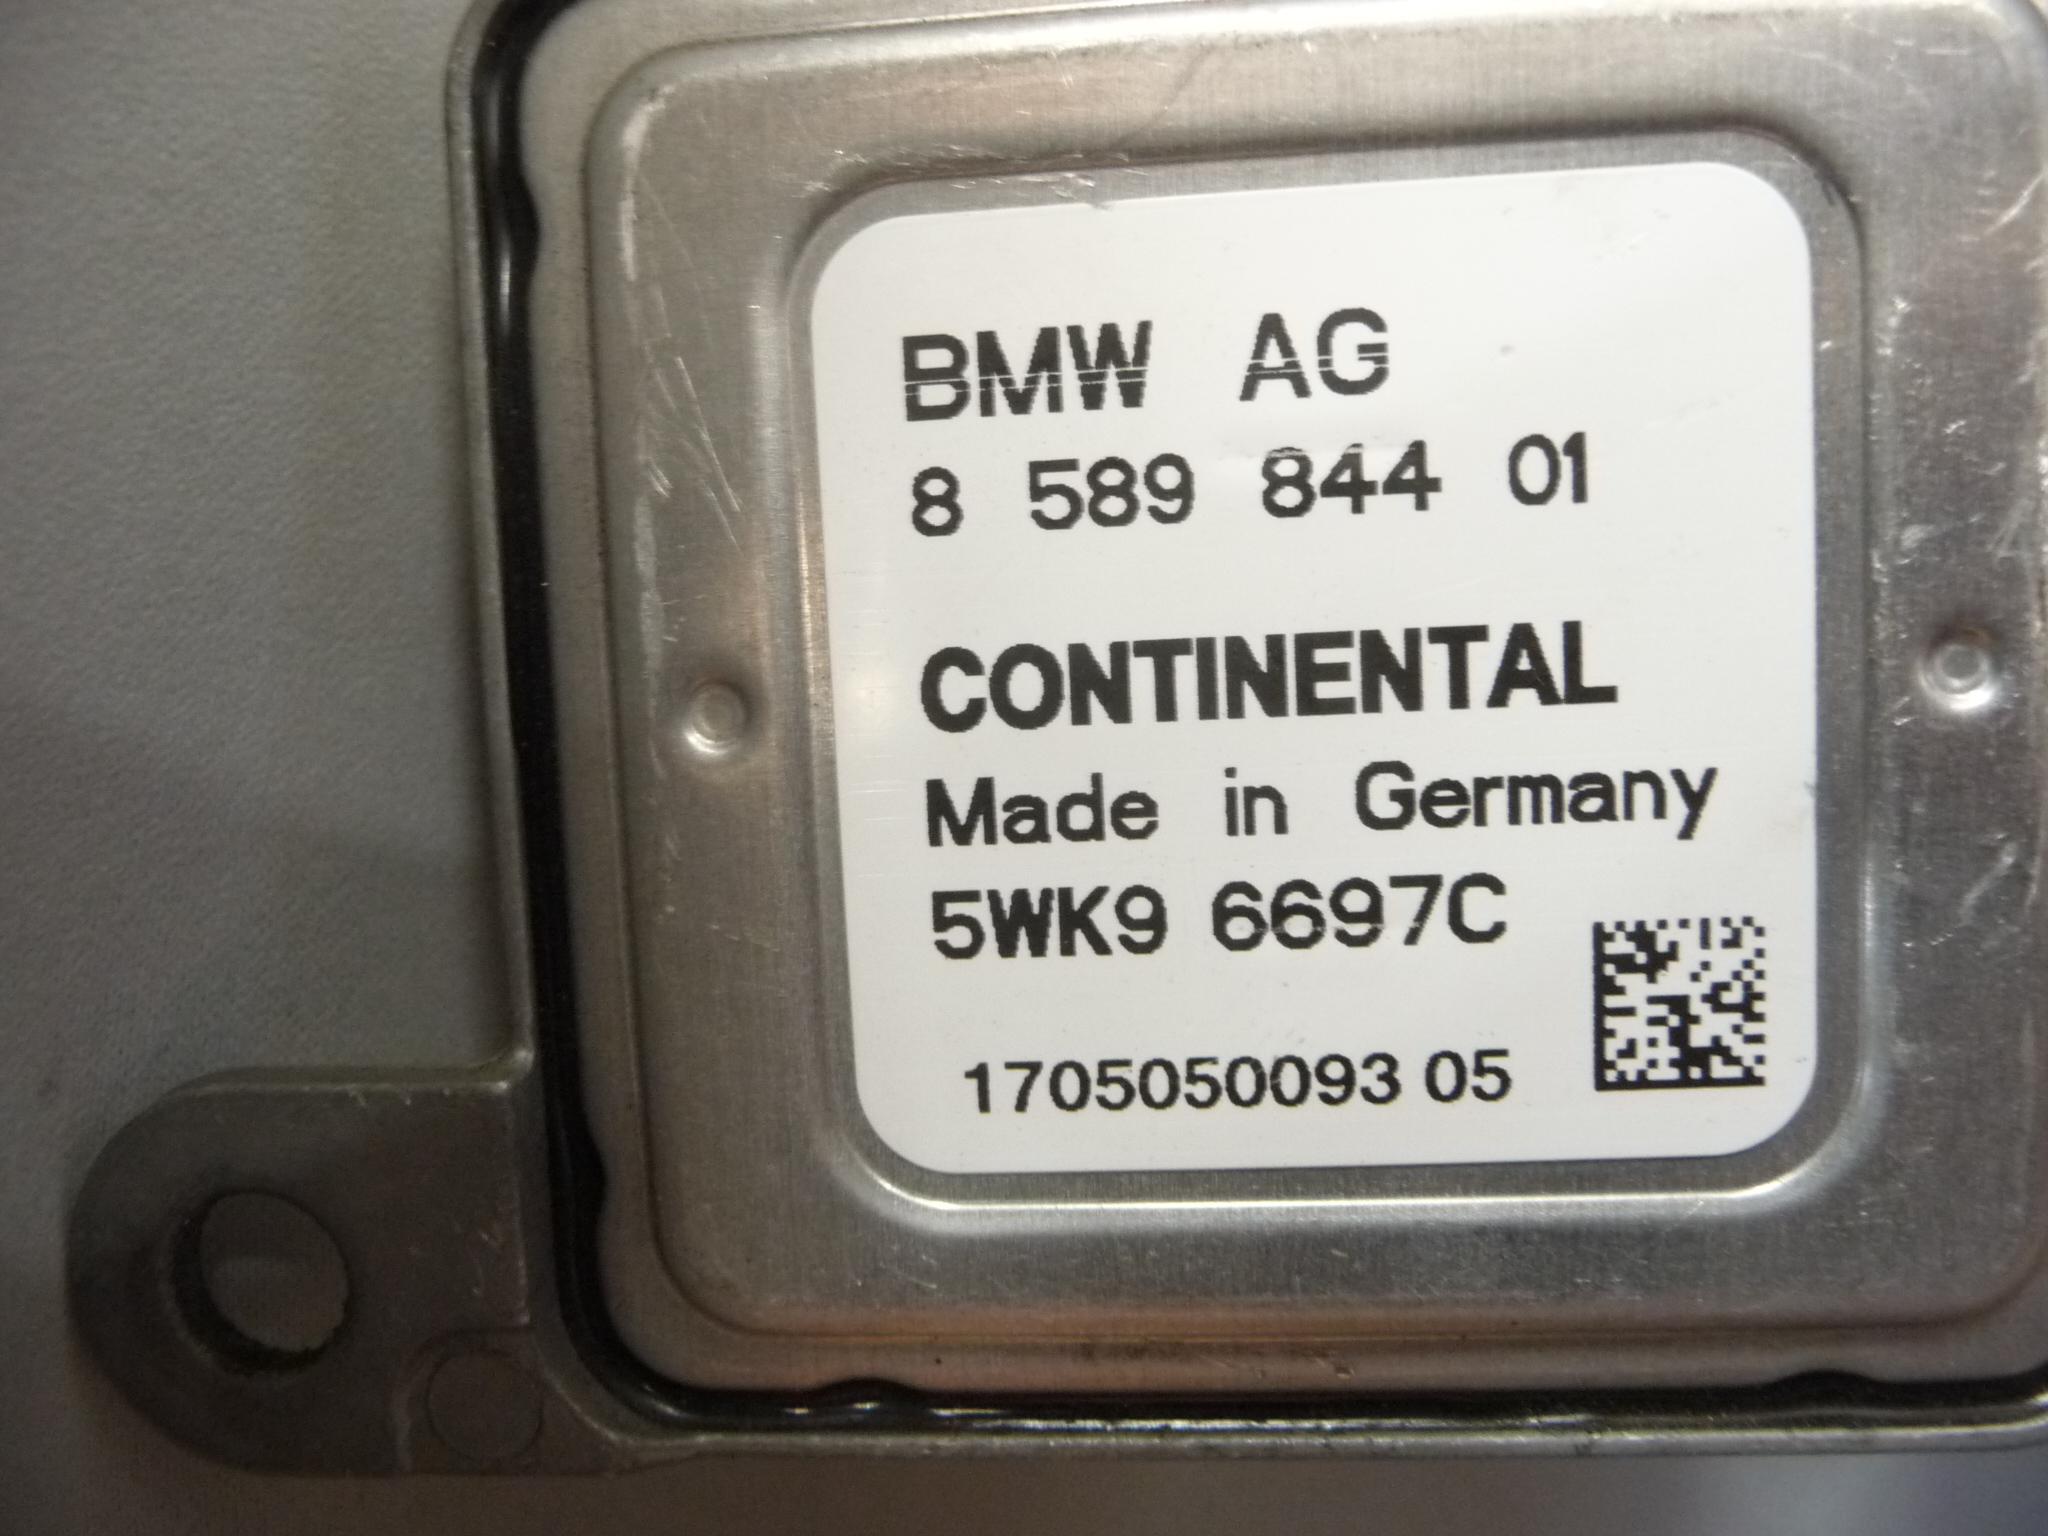 BMW AG
8 589 844 01
CONTINENTAL
Made in Germany
5WK9 6697C
1705050093 05